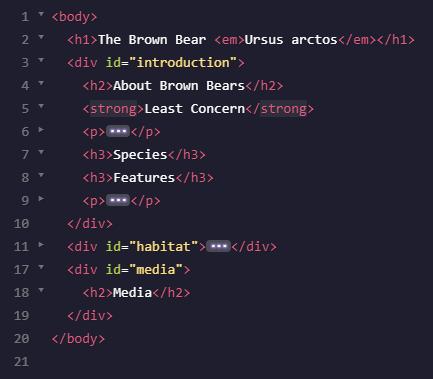 1 <body>
2 <h1>The Brown Bear <em>Ursus arctos</em></h1>
3 <div id="introduction">
4 <h2>About Brown Bears</h2>
5 <strong>Least Concern</strong>
6 <p>•••</p>
7 <h3>Species</h3>
8 <h3>Features</h3>
9 <p>•••</p>
10 </div>
11 <div id="habitat">•••</div>
17 <div id="media">
18 <h2>Media</h2>
19 </div>
20 </body>
21